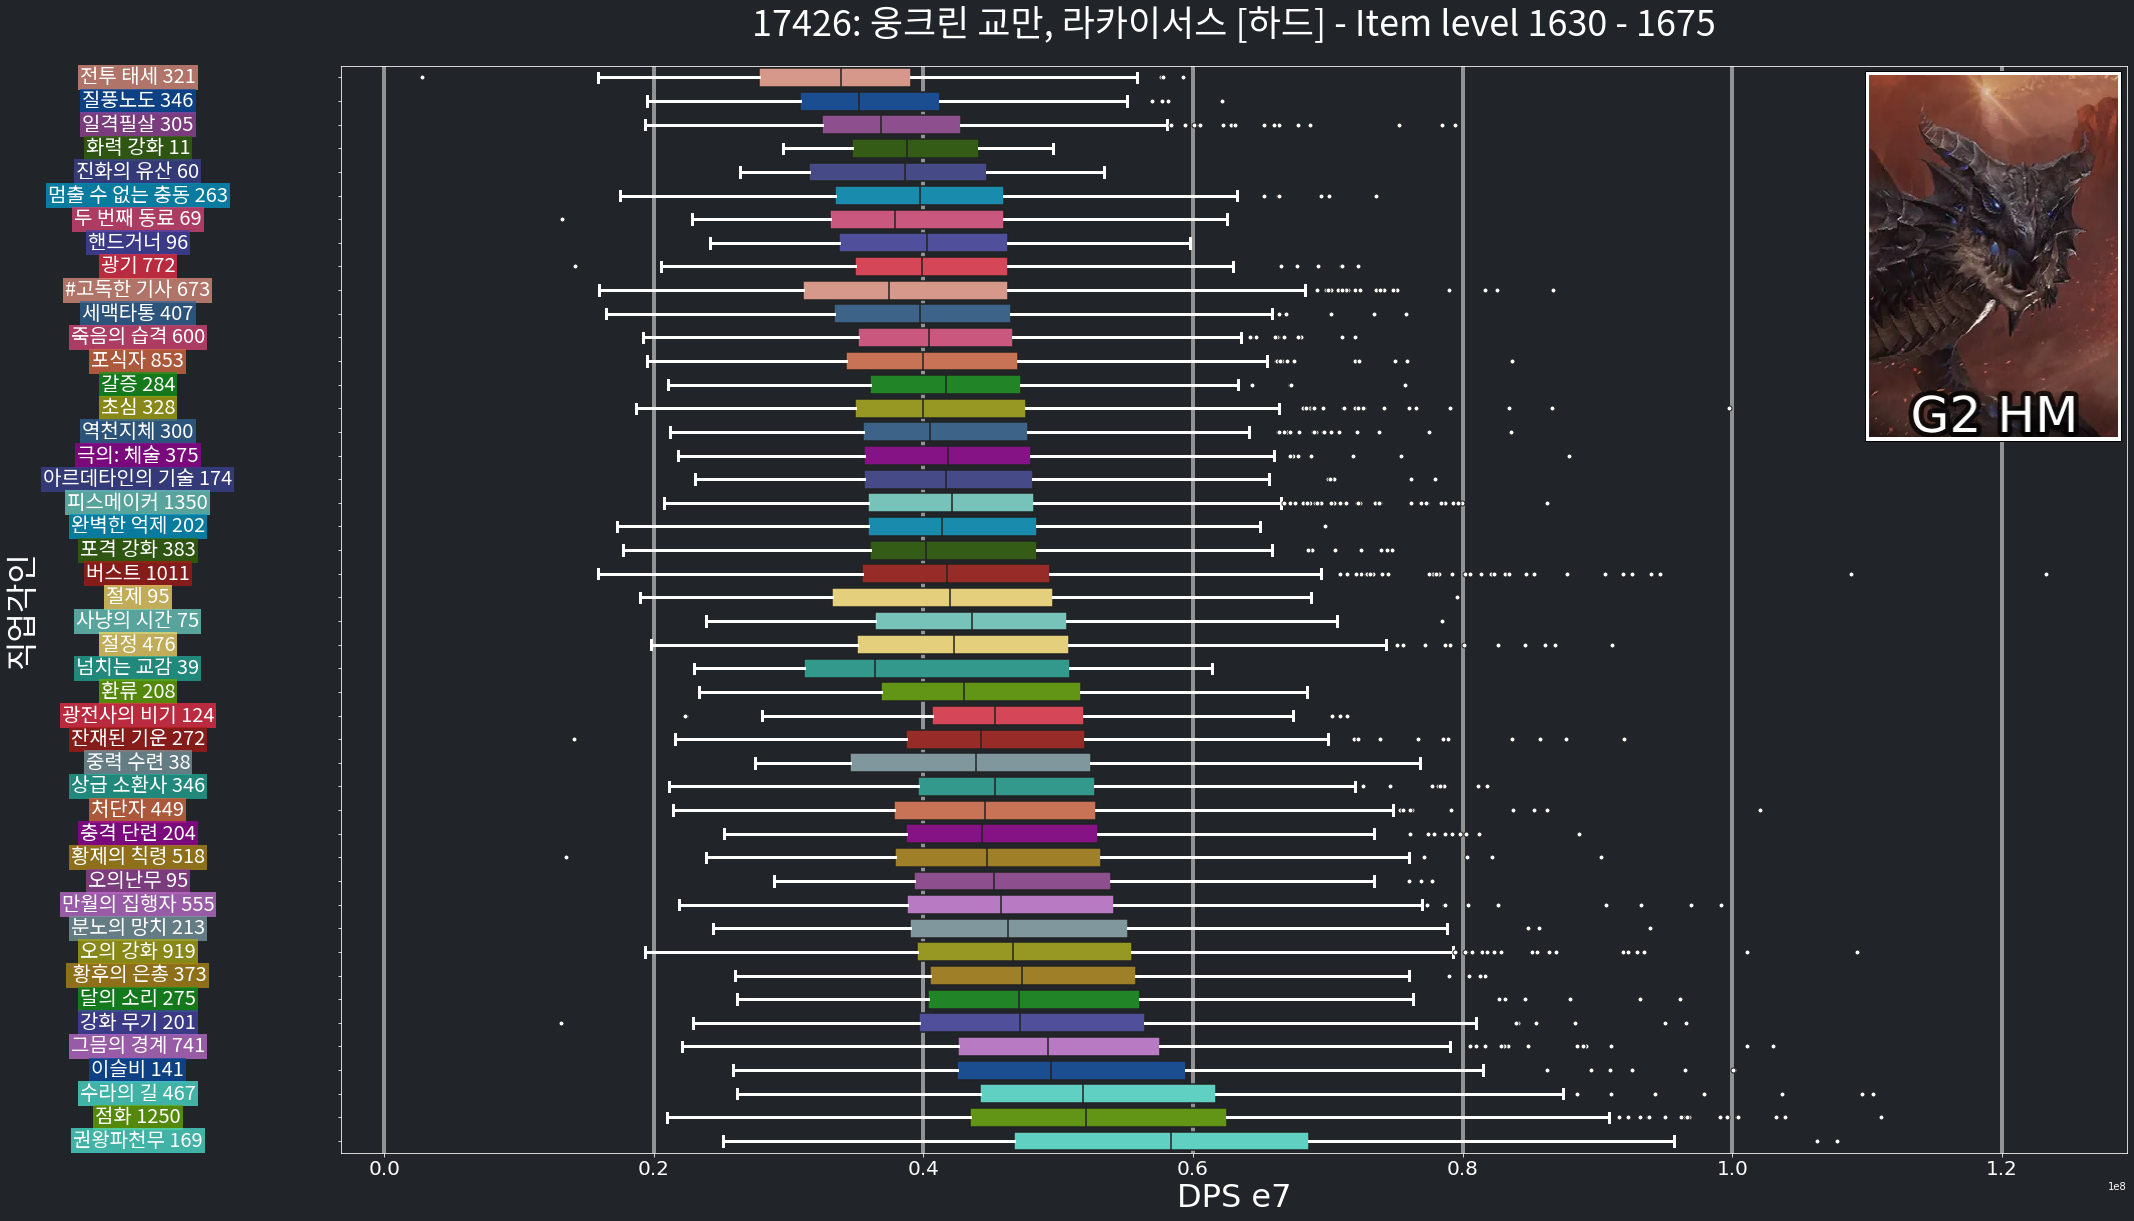 17426: 웅크린 교만, 라카이서스 [하드] - Item level 1630 - 1675
전투 태세 321
질풍노도 346
일격필살 305
화력 강화 11
진화의 유산 60
멈출 수 없는 충동 263
두 번째 동료 69
핸드거너 96
광기 772
#고독한 기사 673
세맥타통 407
죽음의 습격 600
포식자 853
갈증 284
초심 328
역천지체 300
극의: 체술 375
아르데타인의 기술 174
피스메이커 1350
완벽한 억제 202
포격 강화 383
버스트 1011
절제 95
사냥의 시간 75
절정 476
넘치는 교감 39
환류 208
광전사의 비기 124
잔재된 기운 272
중력 수련 38
상급 소환사 346
처단자 449
충격 단련 204
황제의 칙령 518
오의난무 95
만월의 집행자 555
분노의 망치 213
오의 강화 919
황후의 은총 373
달의 소리 275
강화 무기 201
그믐의 경계 741
이슬비 141
수라의 길 467
점화 1250
권왕파천무 169
직업각인
G2 HM
0.0 0.2 0.4 0.6 0.8 1.0 1.2
DPS e7
1e8